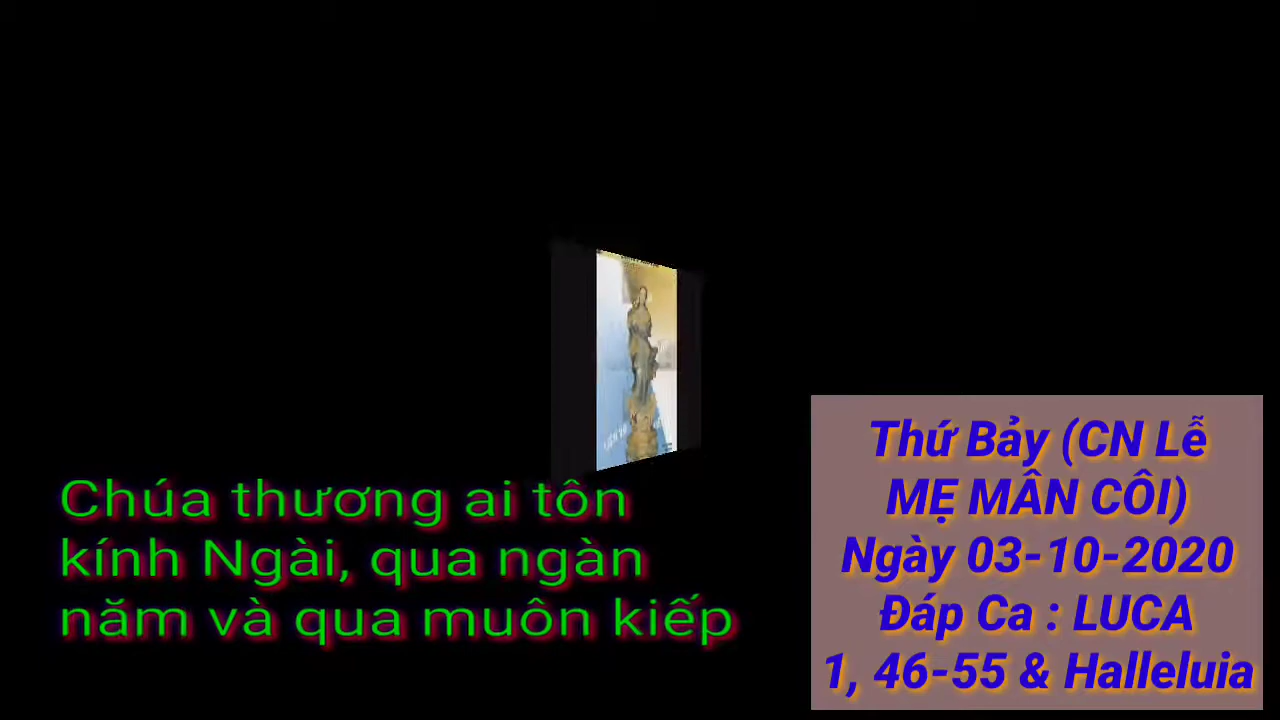 Chúa thương ai tôn
kính Ngài, qua ngàn
năm và qua muôn kiếp
Thứ Bảy (CN Lễ
MẸ MÂN CÔI)
Ngày 03-10-2020
Đáp Ca : LUCA
1, 46-55 & Halleluia